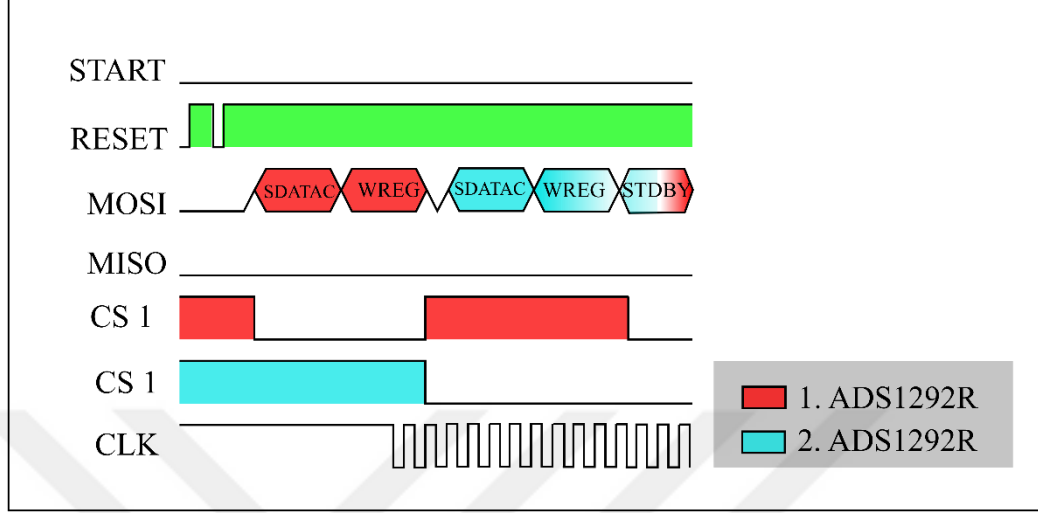 START
RESET
MOSI SDATAC WREG SDATAC WREG STDBY
MISO
CS 1
CS 1
CLK
1. ADS1292R
2. ADS1292R